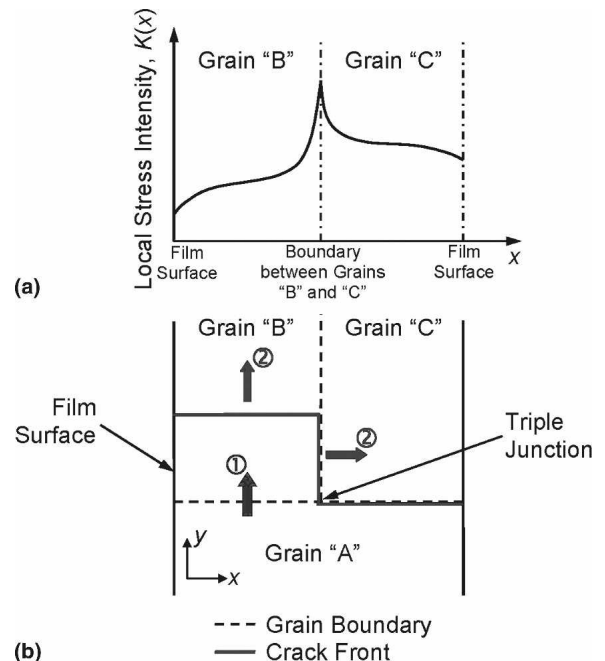 Local Stress Intensity, K(x)
Grain “B”
Grain “C”
Film
Surface
Boundary
between Grains
“B” and “C”
Film
Surface
x
(a)
Grain “B”
Grain “C”
②
Film
Surface
②
Triple
Junction
①
y
x
Grain “A”
Grain Boundary
Crack Front
(b)